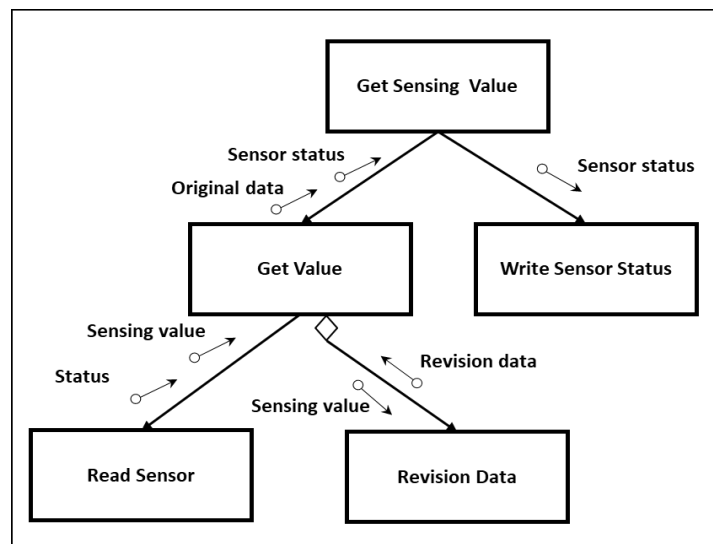 Get Sensing Value
Sensor status
Sensor status
Original data
Get Value
Write Sensor Status
Sensing value
Revision data
Status
Sensing value
Read Sensor
Revision Data